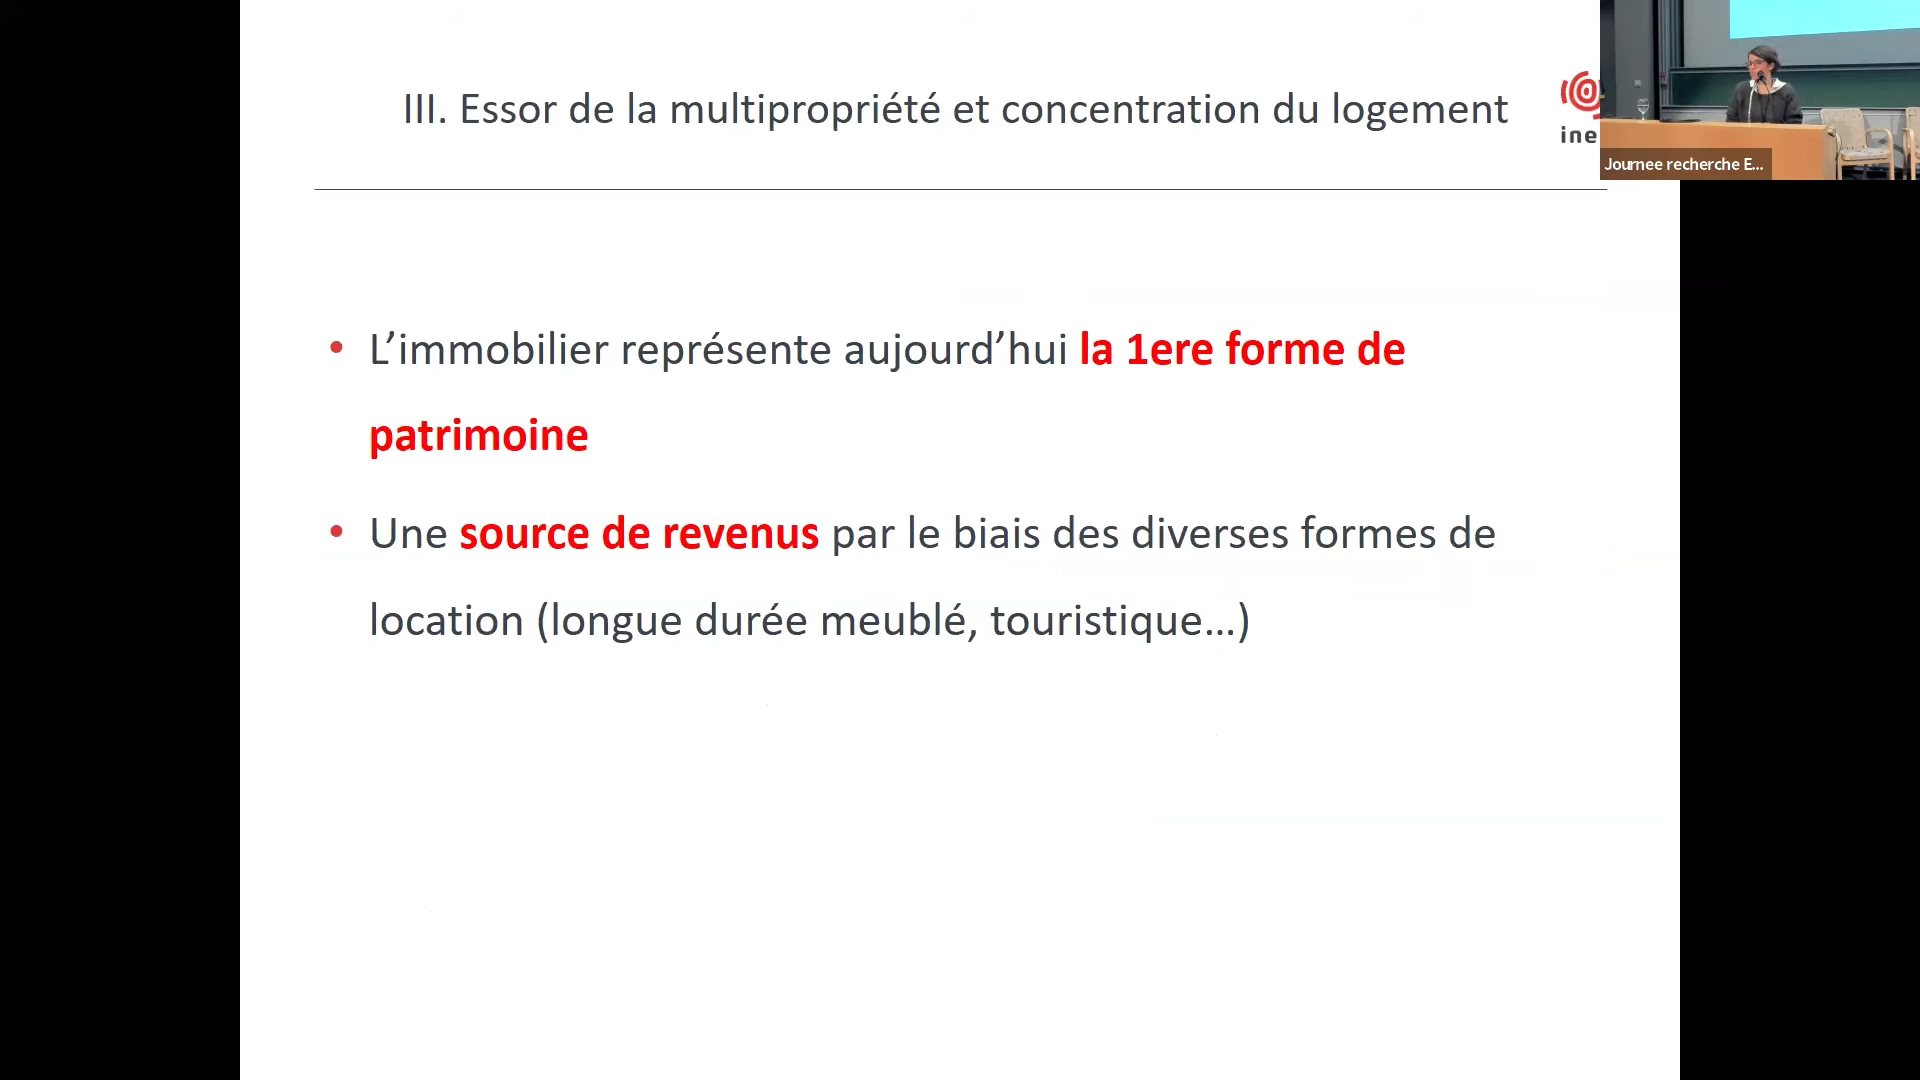 III. Essor de la multipropriété et concentration du logement
ine
Journee recherche E...
• L’immobilier représente aujourd’hui la 1ere forme de
patrimoine
• Une source de revenus par le biais des diverses formes de
location (longue durée meublé, touristique…)